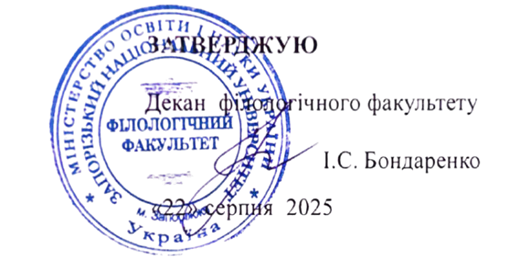 ЗАТВЕРДЖУЮ
Декан філологічного факультету
І.С. Бондаренко
«22» серпня 2025
МІНІСТЕРСТВО ОСВІТИ І НАУКИ
ЗАПОРІЗЬКИЙ НАЦІОНАЛЬНИЙ УНІВЕРСИТЕТ
ФІЛОЛОГІЧНИЙ
ФАКУЛЬТЕТ
Україна